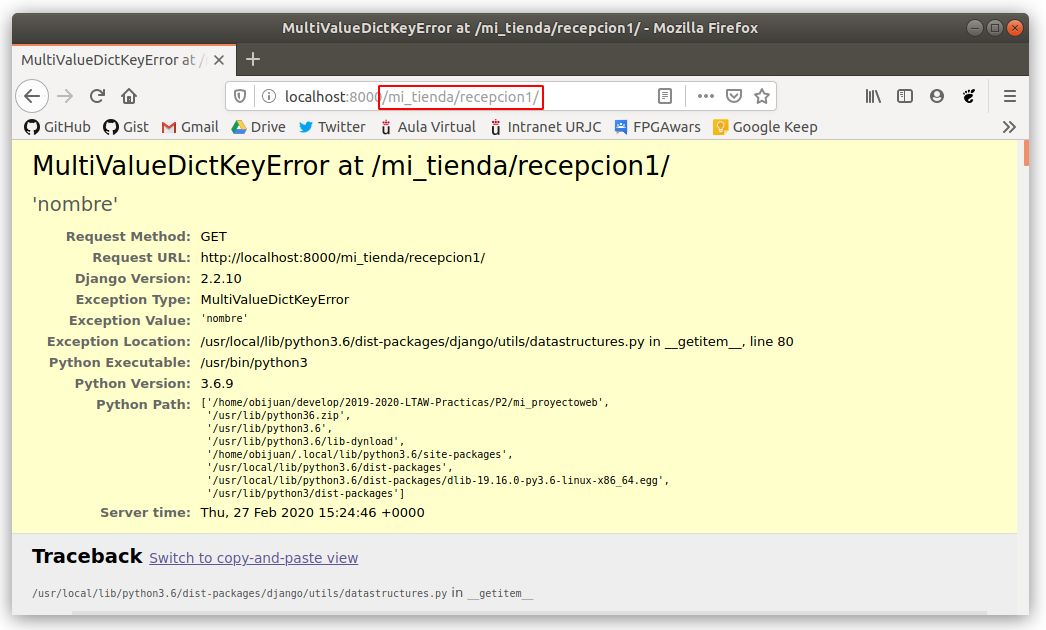 MultiValueDictKeyError at /mi_tienda/recepcion1/ - Mozilla Firefox
MultiValueDictKeyError at /
localhost:8000/mi_tienda/recepcion1/
GitHub Gist Gmail Drive Twitter Aula Virtual Intranet URJC FPGAwars Google Keep
MultiValueDictKeyError at /mi_tienda/recepcion1/
'nombre'
Request Method: GET
Request URL: http://localhost:8000/mi_tienda/recepcion1/
Django Version: 2.2.10
Exception Type: MultiValueDictKeyError
Exception Value: 'nombre'
Exception Location: /usr/local/lib/python3.6/dist-packages/django/utils/datastructures.py in __getitem__, line 80
Python Executable: /usr/bin/python3
Python Version: 3.6.9
Python Path: ['/home/obijuan/develop/2019-2020-LTAW-Practicas/P2/mi_proyectoweb',
'/usr/lib/python36.zip',
'/usr/lib/python3.6',
'/usr/lib/python3.6/lib-dynload',
'/home/obijuan/.local/lib/python3.6/site-packages',
'/usr/local/lib/python3.6/dist-packages',
'/usr/local/lib/python3.6/dist-packages/dlib-19.16.0-py3.6-linux-x86_64.egg',
'/usr/lib/python3/dist-packages']
Server time: Thu, 27 Feb 2020 15:24:46 +0000
Traceback Switch to copy-and-paste view
/usr/local/lib/python3.6/dist-packages/django/utils/datastructures.py in __getitem__